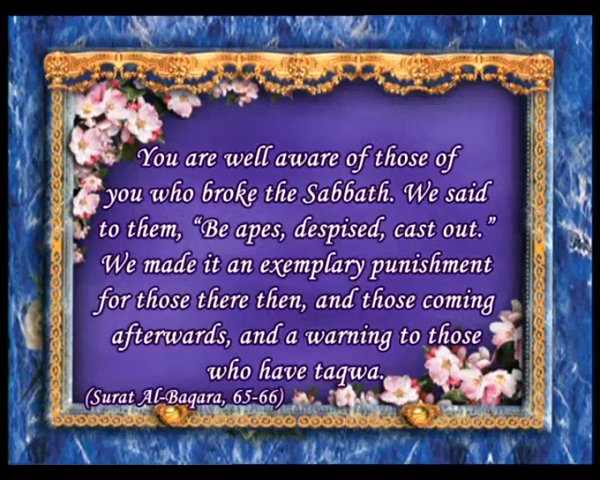 You are well aware of those of
you who broke the Sabbath. We said
to them, “Be apes, despised, cast out.”
We made it an exemplary punishment
for those there then, and those coming
afterwards, and a warning to those
who have taqwa.
(Surat Al-Baqara, 65-66)